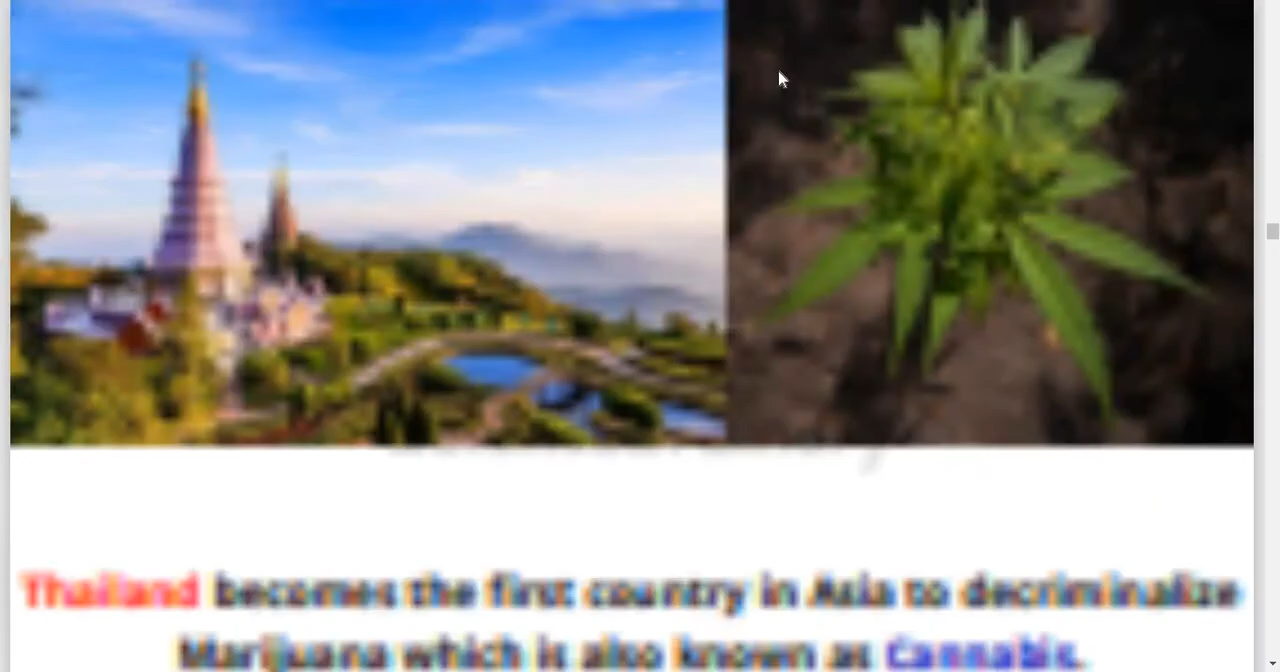 Thailand becomes the first country in Asia to decriminalize
Marijuana which is also known as Cannabis.